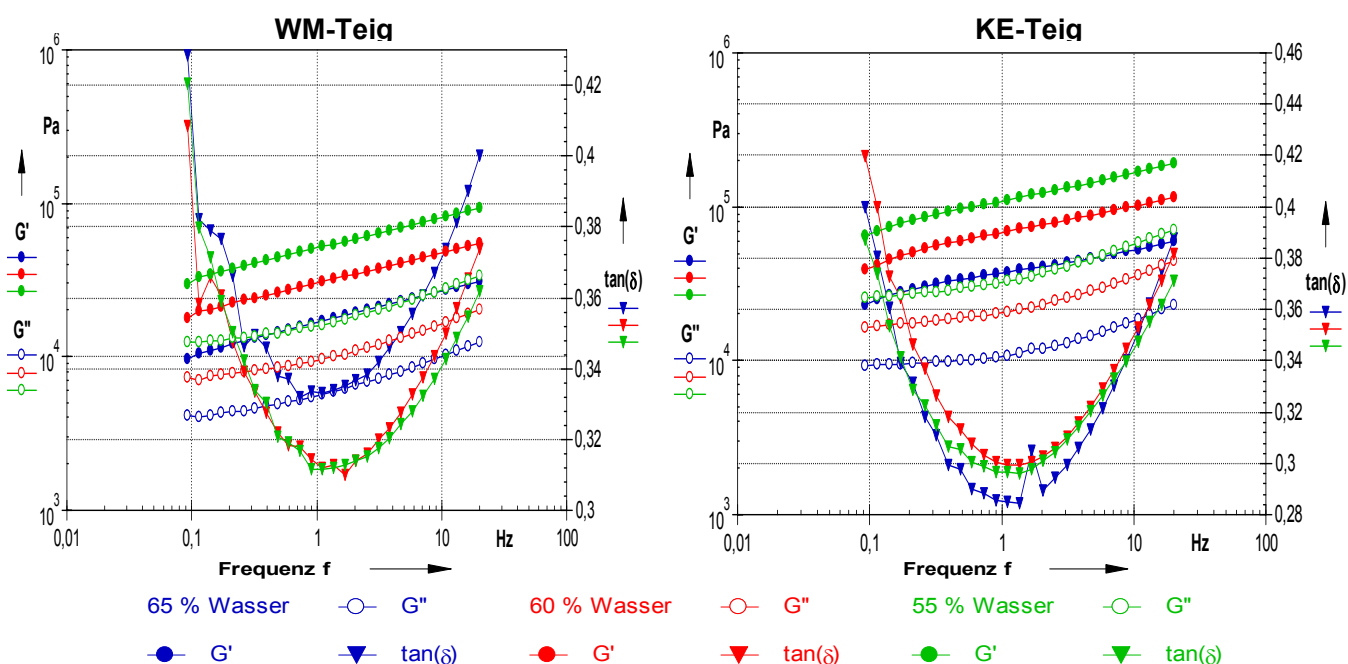 WM-Teig
KE-Teig
10⁶
10⁵
10⁴
10³
Pa
G'
G"
0,42
0,4
0,38
0,36
0,34
0,32
0,3
tan(δ)
0,01
0,1
1
10
100
Hz
Frequenz f
10⁶
10⁵
10⁴
10³
Pa
G'
G"
0,46
0,44
0,42
0,4
0,38
0,36
0,34
0,32
0,3
0,28
tan(δ)
0,01
0,1
1
10
100
Hz
Frequenz f
65 % Wasser G" 60 % Wasser G" 55 % Wasser G"
G' tan(δ) G' tan(δ) G' tan(δ)